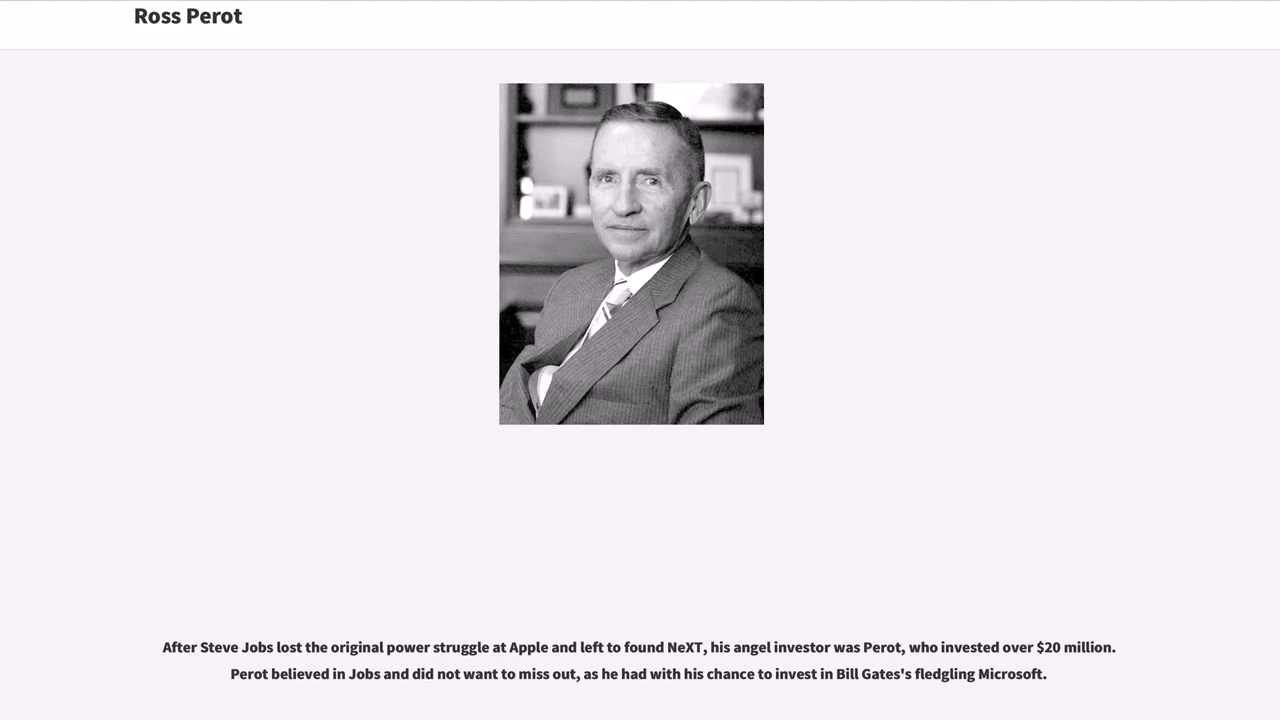 Ross Perot
After Steve Jobs lost the original power struggle at Apple and left to found NeXT, his angel investor was Perot, who invested over $20 million.
Perot believed in Jobs and did not want to miss out, as he had with his chance to invest in Bill Gates's fledgling Microsoft.